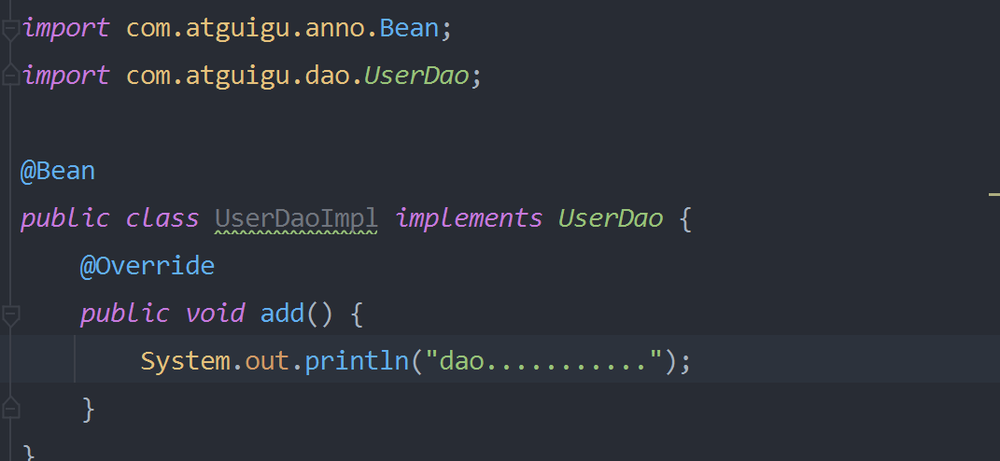 import com.atguigu.anno.Bean;
import com.atguigu.dao.UserDao;
@Bean
public class UserDaoImpl implements UserDao {
@Override
public void add() {
System.out.println("dao...........");
}
}